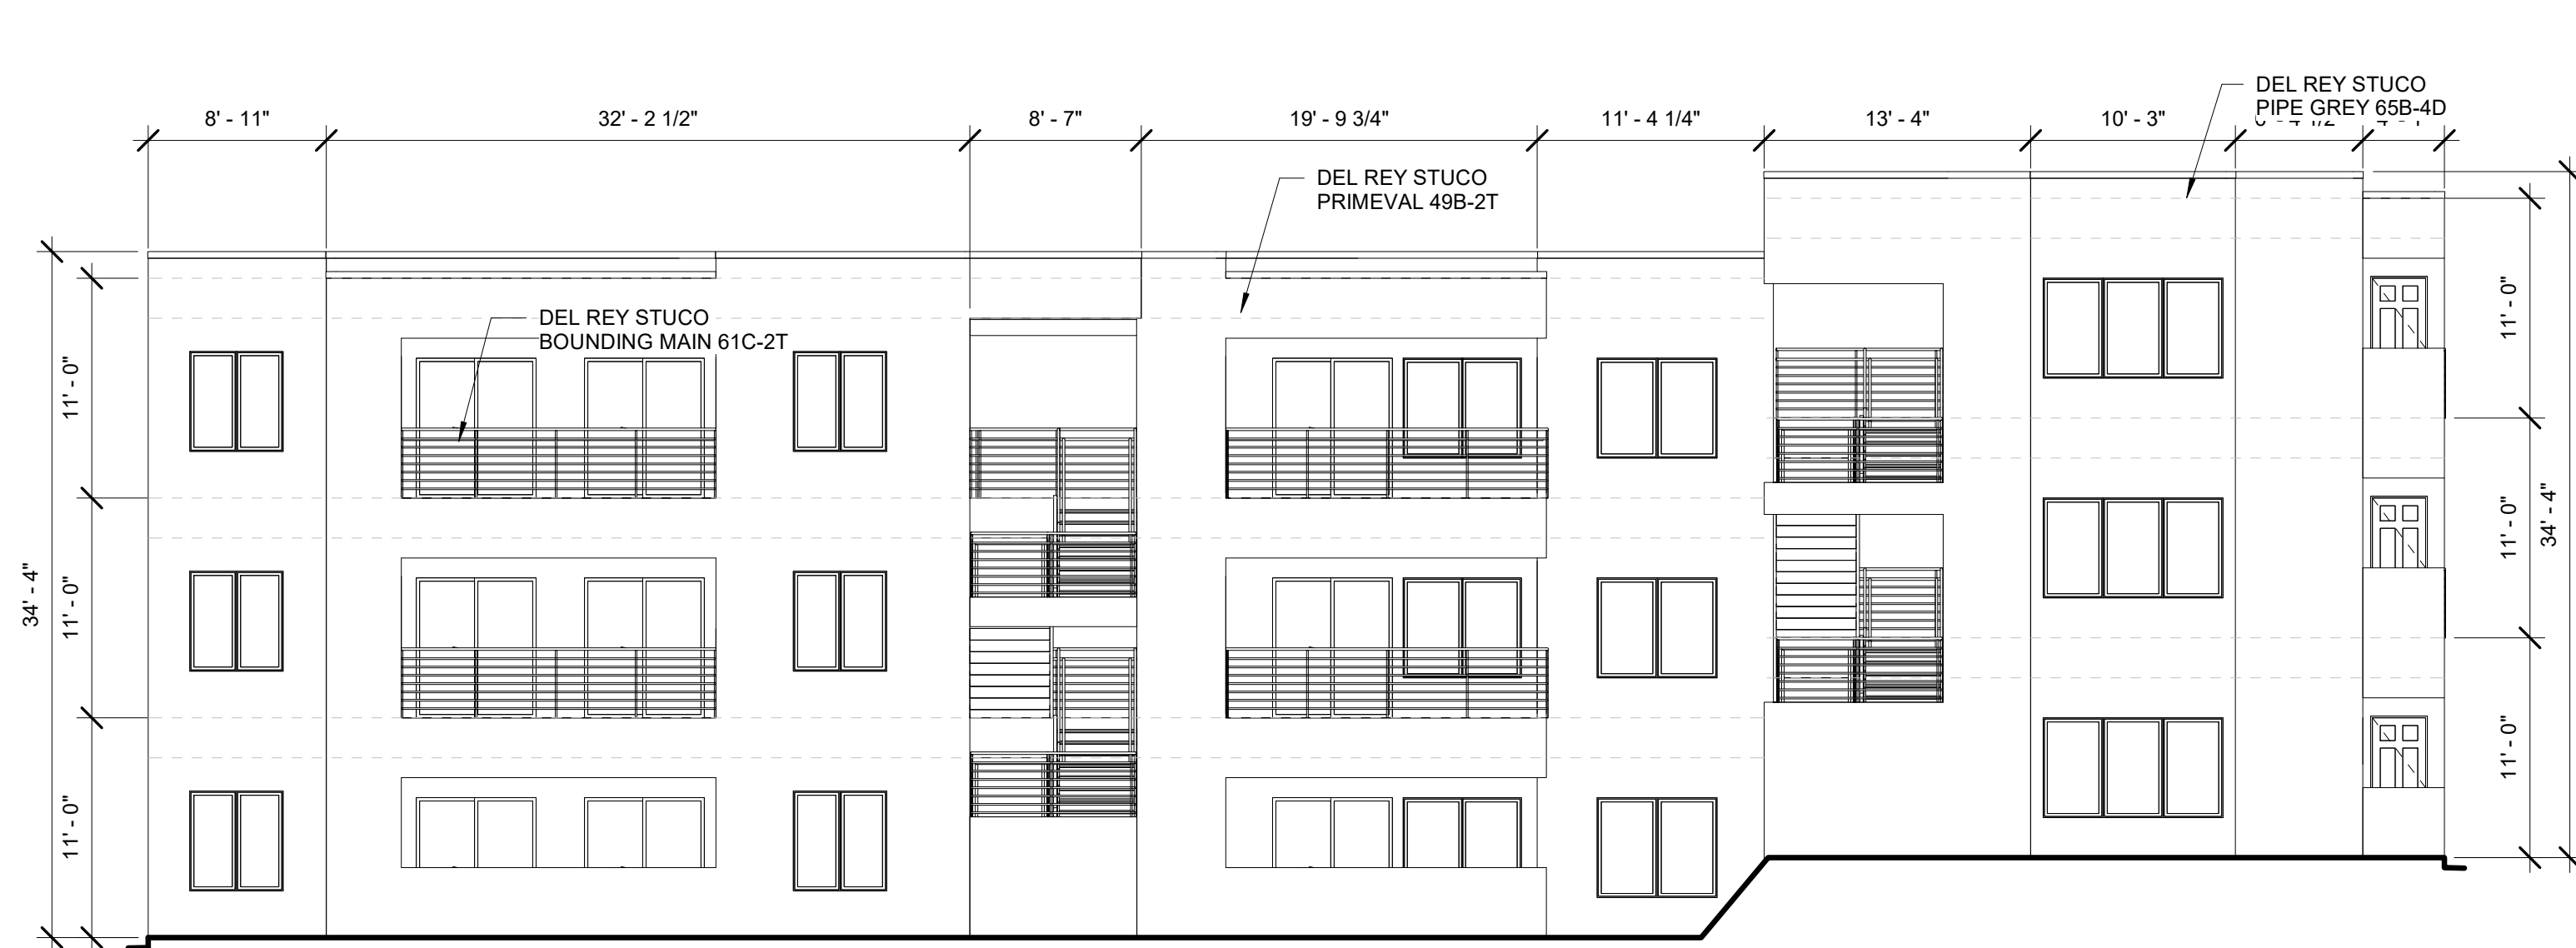 DEL REY STUCO
PIPE GREY 65B-4D
8' - 11"
32' - 2 1/2"
8' - 7"
19' - 9 3/4"
11' - 4 1/4"
13' - 4"
10' - 3"
DEL REY STUCO
PRIMEVAL 49B-2T
DEL REY STUCO
BOUNDING MAIN 61C-2T
34' - 4"
11' - 0"
11' - 0"
11' - 0"
11' - 0"
11' - 0"
11' - 0"
34' - 4"